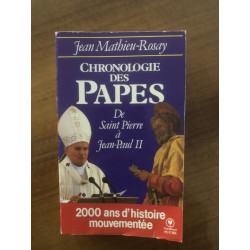 Jean Mathieu-Rosay
CHRONOLOGIE
DES
PAPES
De
Saint Pierre
à
Jean-Paul II
2000 ans d'histoire
mouvementée